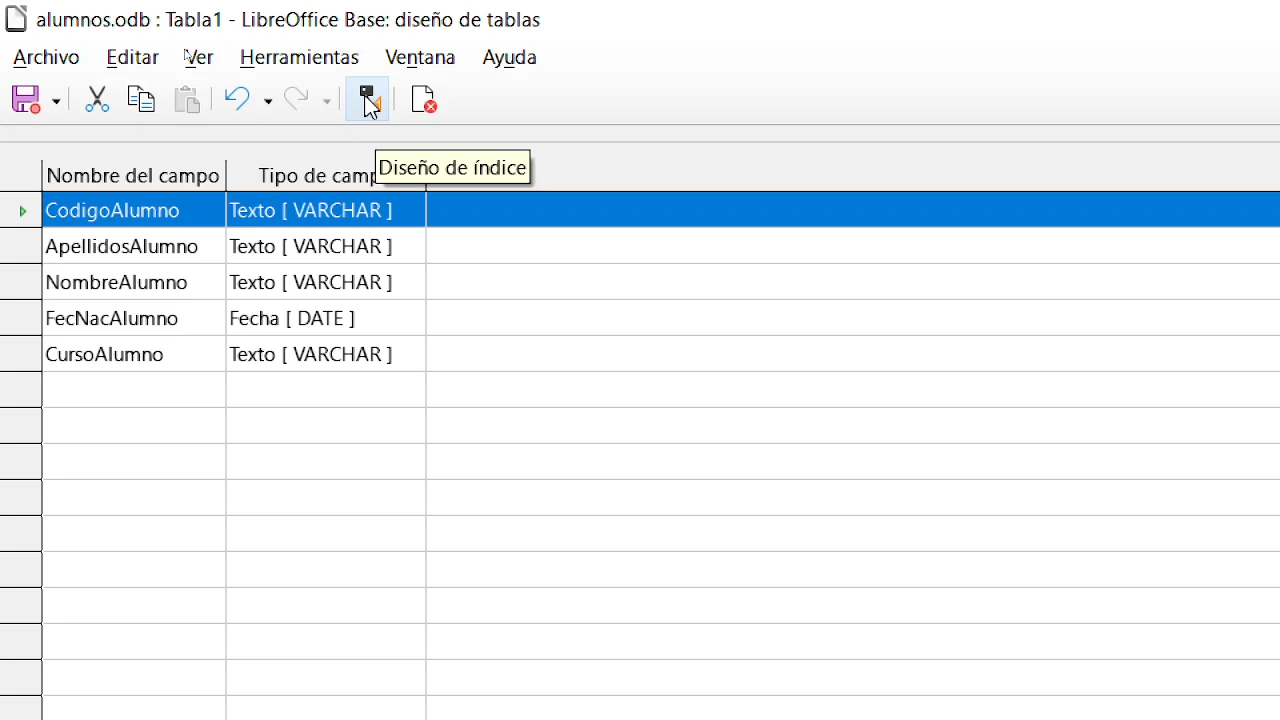 alumnos.odb : Tabla1 - LibreOffice Base: diseño de tablas
Archivo Editar Ver Herramientas Ventana Ayuda
Diseño de índice
Nombre del campo Tipo de camp
CodigoAlumno Texto [ VARCHAR ]
ApellidosAlumno Texto [ VARCHAR ]
NombreAlumno Texto [ VARCHAR ]
FecNacAlumno Fecha [ DATE ]
CursoAlumno Texto [ VARCHAR ]